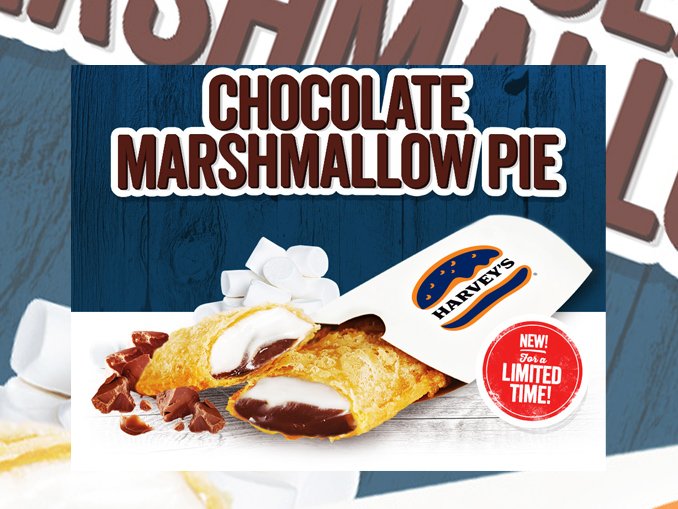 CHOCOLATE
MARSHMALLOW PIE
HARVEY'S
NEW!
For a
LIMITED
TIME!